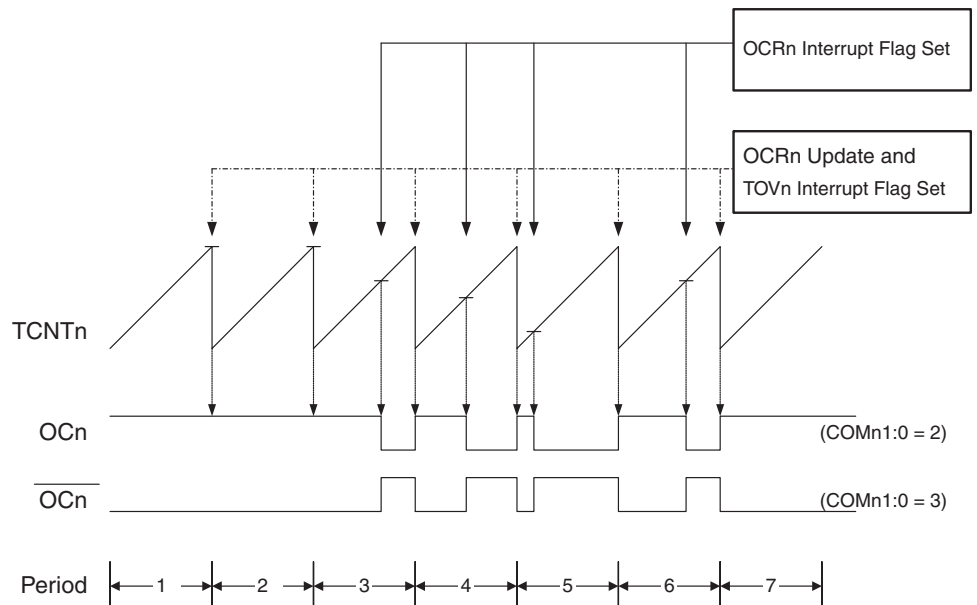 OCRn Interrupt Flag Set
OCRn Update and
TOVn Interrupt Flag Set
TCNTn
OCn
(COMn1:0 = 2)
OCn
(COMn1:0 = 3)
Period
1
2
3
4
5
6
7